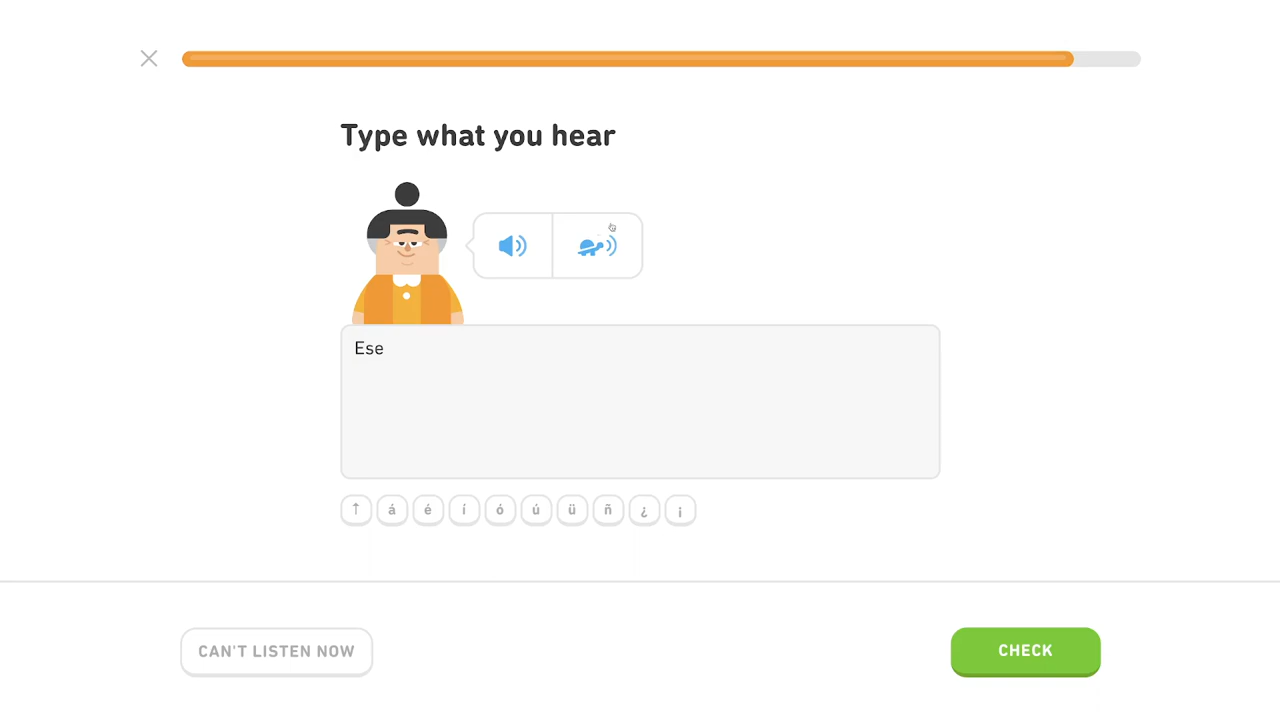 Type what you hear
Ese
↑ á é í ó ú ü ñ ¿ ¡
CAN'T LISTEN NOW
CHECK